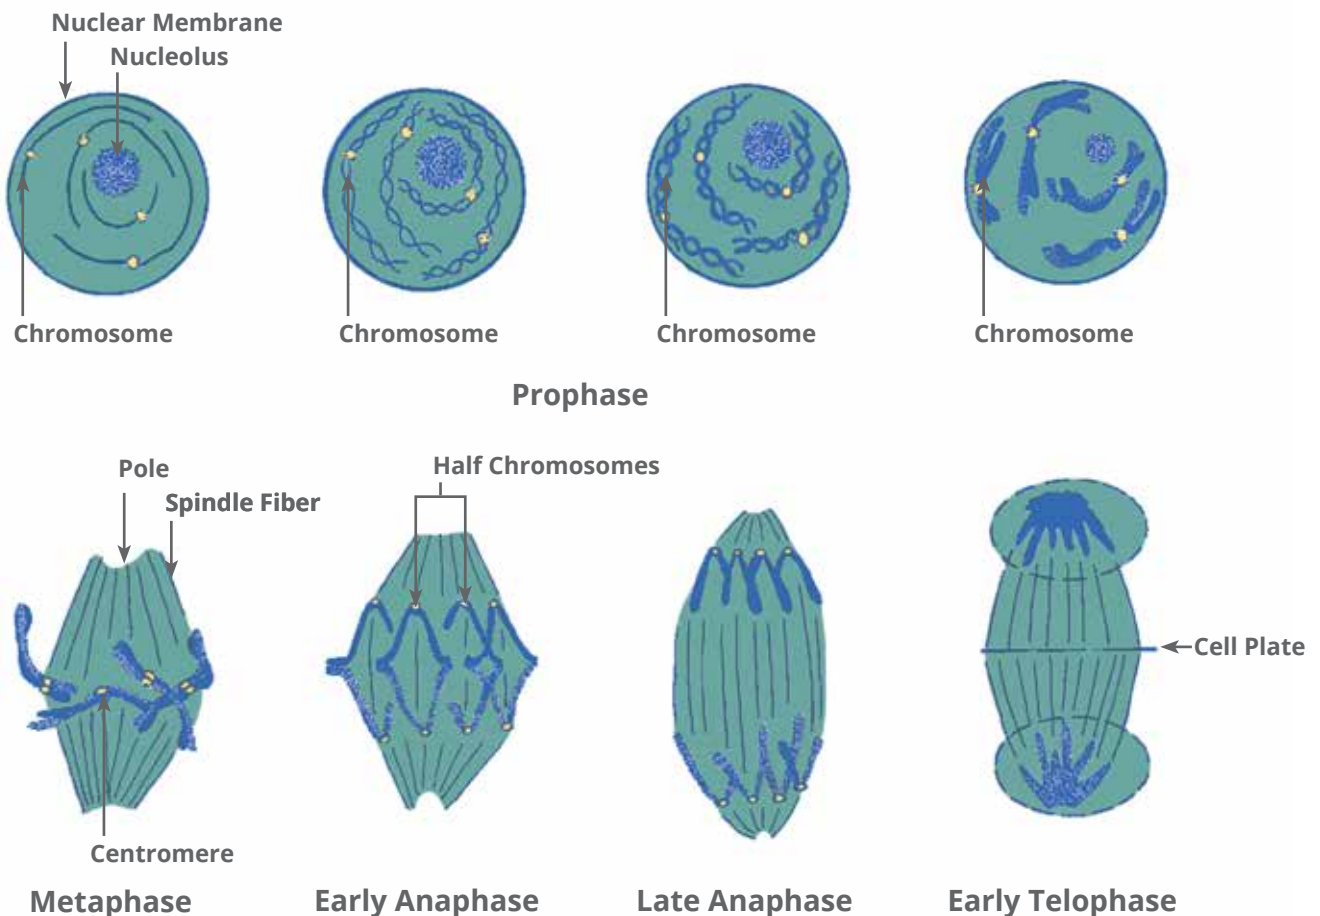 Nuclear Membrane
Nucleolus
Chromosome
Chromosome
Chromosome
Chromosome
Prophase
Pole
Spindle Fiber
Half Chromosomes
Cell Plate
Centromere
Metaphase
Early Anaphase
Late Anaphase
Early Telophase